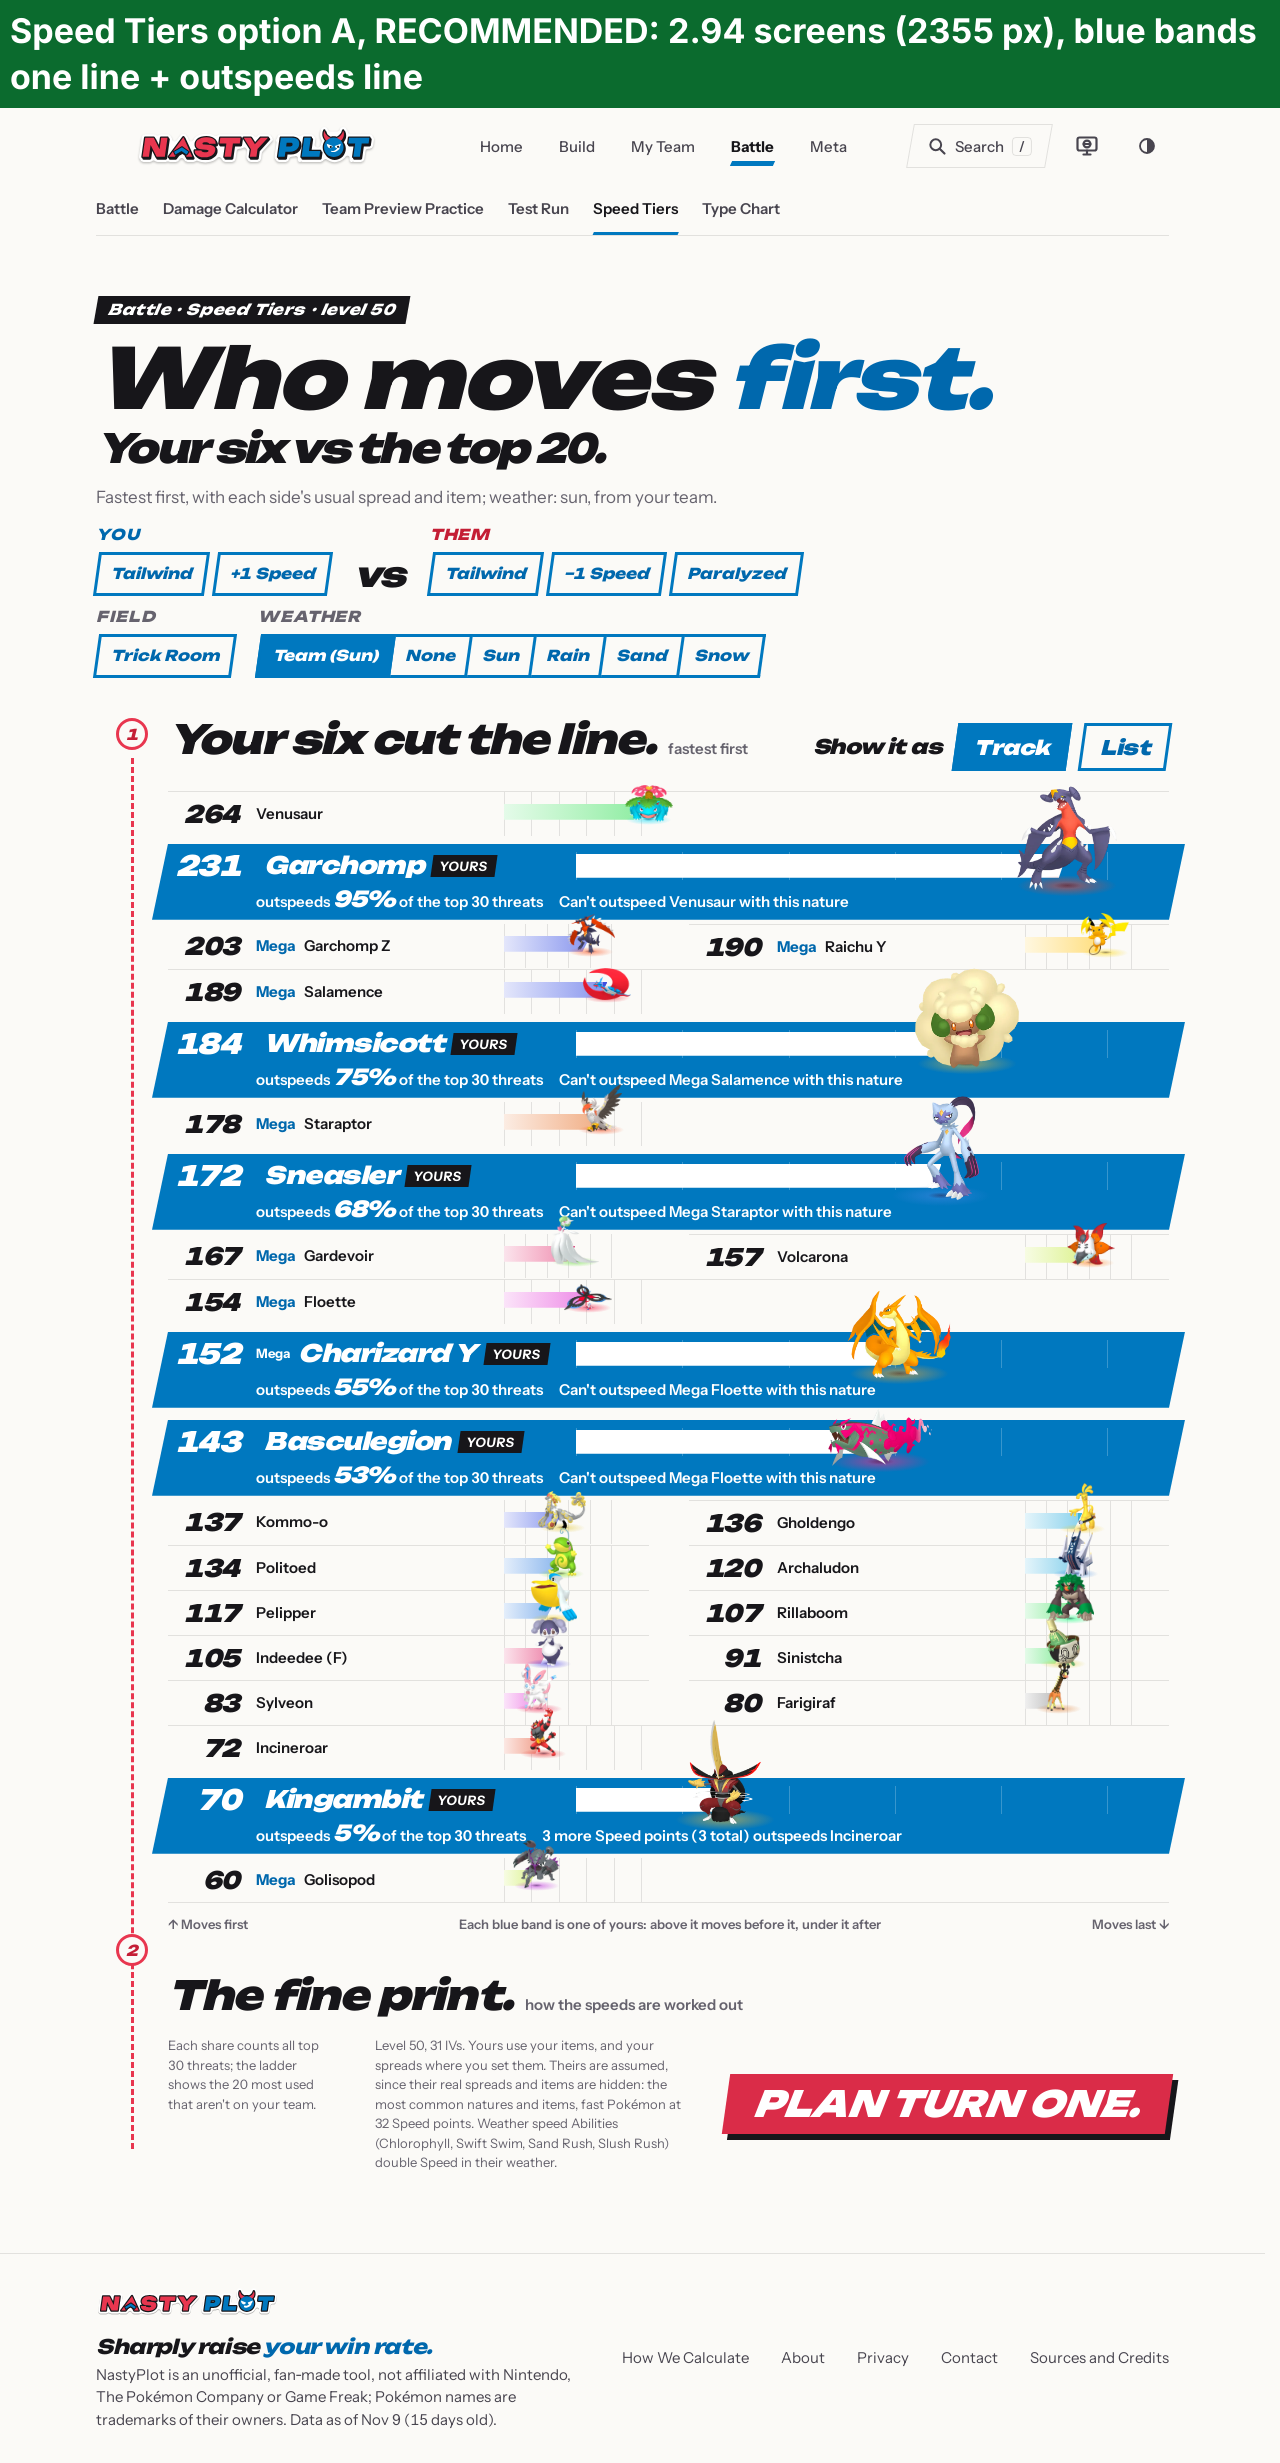 Speed Tiers option A, RECOMMENDED: 2.94 screens (2355 px), blue bands
one line + outspeeds line
NASTY PLOT
Home Build My Team Battle Meta Search /
Battle Damage Calculator Team Preview Practice Test Run Speed Tiers Type Chart
Battle · Speed Tiers · level 50
Who moves first.
Your six vs the top 20.
Fastest first, with each side's usual spread and item; weather: sun, from your team.
YOU THEM
Tailwind +1 Speed VS Tailwind −1 Speed Paralyzed
FIELD WEATHER
Trick Room Team (Sun) None Sun Rain Sand Snow
1 Your six cut the line. fastest first Show it as Track List
264 Venusaur
231 Garchomp YOURS
outspeeds 95% of the top 30 threats Can't outspeed Venusaur with this nature
203 Mega Garchomp Z 190 Mega Raichu Y
189 Mega Salamence
184 Whimsicott YOURS
outspeeds 75% of the top 30 threats Can't outspeed Mega Salamence with this nature
178 Mega Staraptor
172 Sneasler YOURS
outspeeds 68% of the top 30 threats Can't outspeed Mega Staraptor with this nature
167 Mega Gardevoir 157 Volcarona
154 Mega Floette
152 Mega Charizard Y YOURS
outspeeds 55% of the top 30 threats Can't outspeed Mega Floette with this nature
143 Basculegion YOURS
outspeeds 53% of the top 30 threats Can't outspeed Mega Floette with this nature
137 Kommo-o 136 Gholdengo
134 Politoed 120 Archaludon
117 Pelipper 107 Rillaboom
105 Indeedee (F) 91 Sinistcha
83 Sylveon 80 Farigiraf
72 Incineroar
70 Kingambit YOURS
outspeeds 5% of the top 30 threats 3 more Speed points (3 total) outspeeds Incineroar
60 Mega Golisopod
↑ Moves first Each blue band is one of yours: above it moves before it, under it after Moves last ↓
2
The fine print. how the speeds are worked out
Each share counts all top
30 threats; the ladder
shows the 20 most used
that aren't on your team.
Level 50, 31 IVs. Yours use your items, and your
spreads where you set them. Theirs are assumed,
since their real spreads and items are hidden: the
most common natures and items, fast Pokémon at
32 Speed points. Weather speed Abilities
(Chlorophyll, Swift Swim, Sand Rush, Slush Rush)
double Speed in their weather.
PLAN TURN ONE.
NASTY PLOT
Sharply raise your win rate.
NastyPlot is an unofficial, fan-made tool, not affiliated with Nintendo,
The Pokémon Company or Game Freak; Pokémon names are
trademarks of their owners. Data as of Nov 9 (15 days old).
How We Calculate About Privacy Contact Sources and Credits